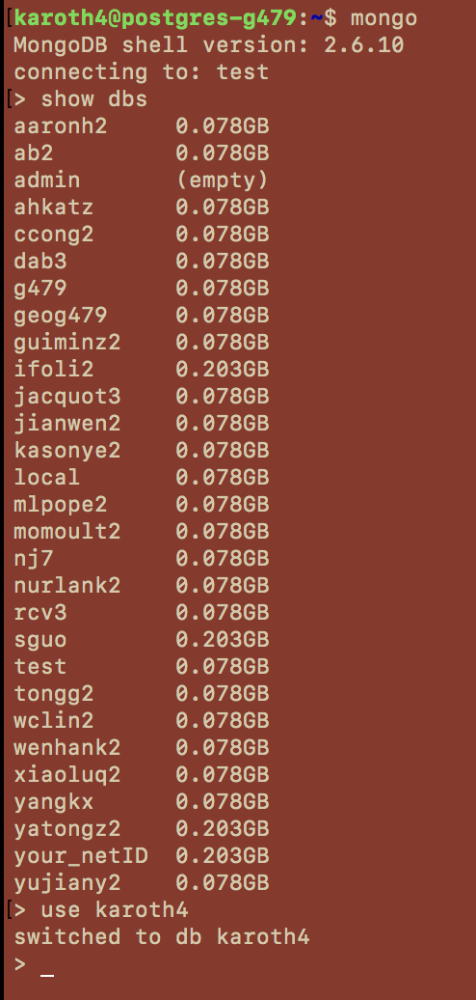 [karoth4@postgres-g479:~$ mongo
MongoDB shell version: 2.6.10
connecting to: test
[> show dbs
aaronh2     0.078GB
ab2         0.078GB
admin       (empty)
ahkatz      0.078GB
ccong2      0.078GB
dab3        0.078GB
g479        0.078GB
geog479     0.078GB
guiminz2    0.078GB
ifoli2      0.203GB
jacquot3    0.078GB
jianwen2    0.078GB
kasonye2    0.078GB
local       0.078GB
mlpope2     0.078GB
momoult2    0.078GB
nj7         0.078GB
nurlank2    0.078GB
rcv3        0.078GB
sguo        0.203GB
test        0.078GB
tongg2      0.078GB
wclin2      0.078GB
wenhank2    0.078GB
xiaoluq2    0.078GB
yangkx      0.078GB
yatongz2    0.203GB
your_netID  0.203GB
yujiany2    0.078GB
[> use karoth4
switched to db karoth4
> _